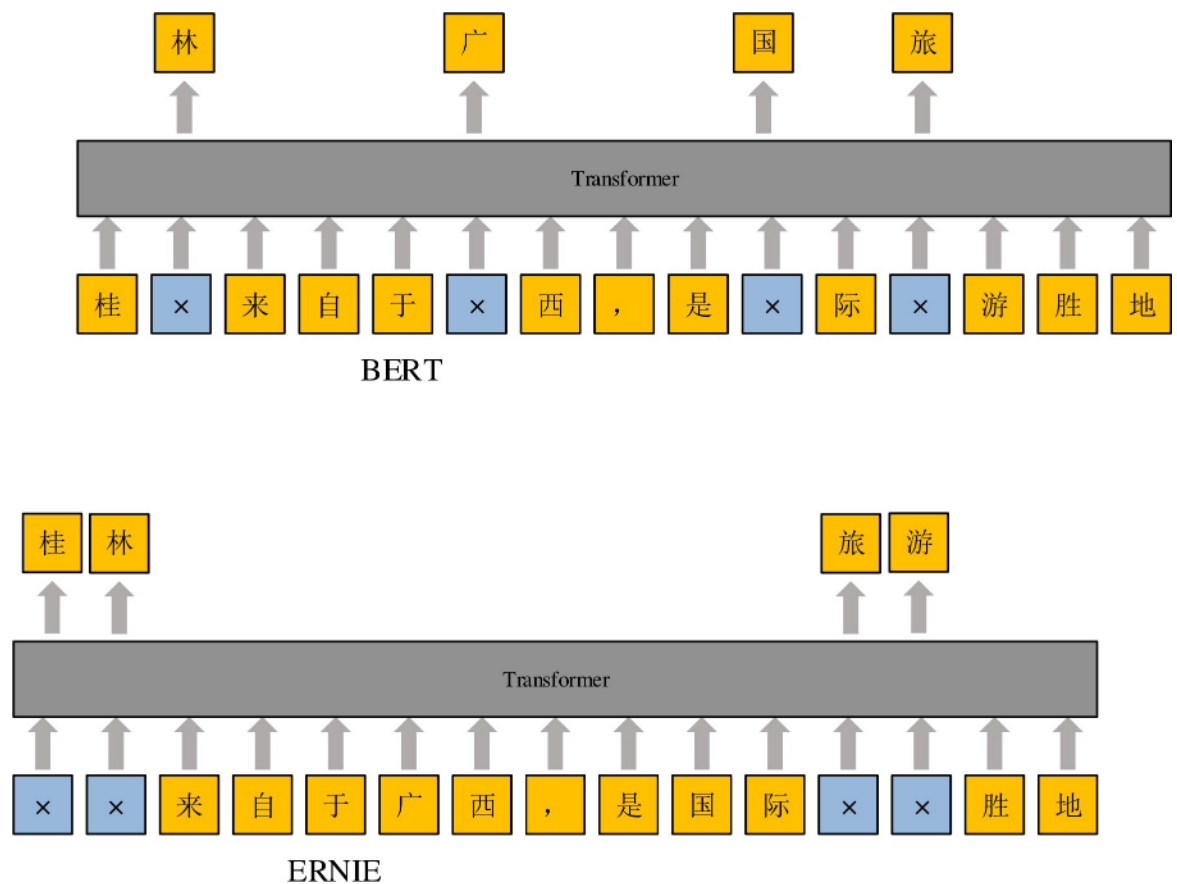 林 广 国 旅
Transformer
桂 × 来 自 于 × 西 , 是 × 际 × 游 胜 地
BERT
桂 林 旅 游
Transformer
× × 来 自 于 广 西 , 是 国 际 × × 胜 地
ERNIE